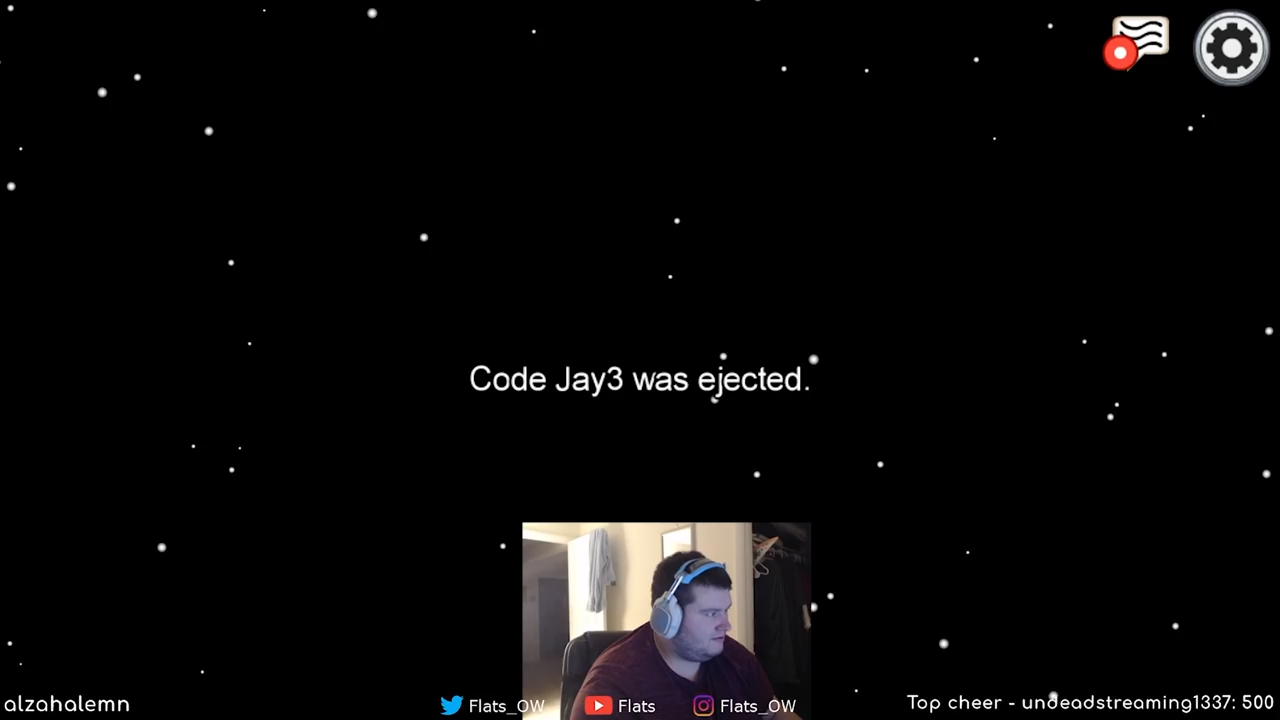 Code Jay3 was ejected.
alzahalemn
Flats_OW
Flats
Flats_OW
Top cheer - undeadstreaming1337: 500